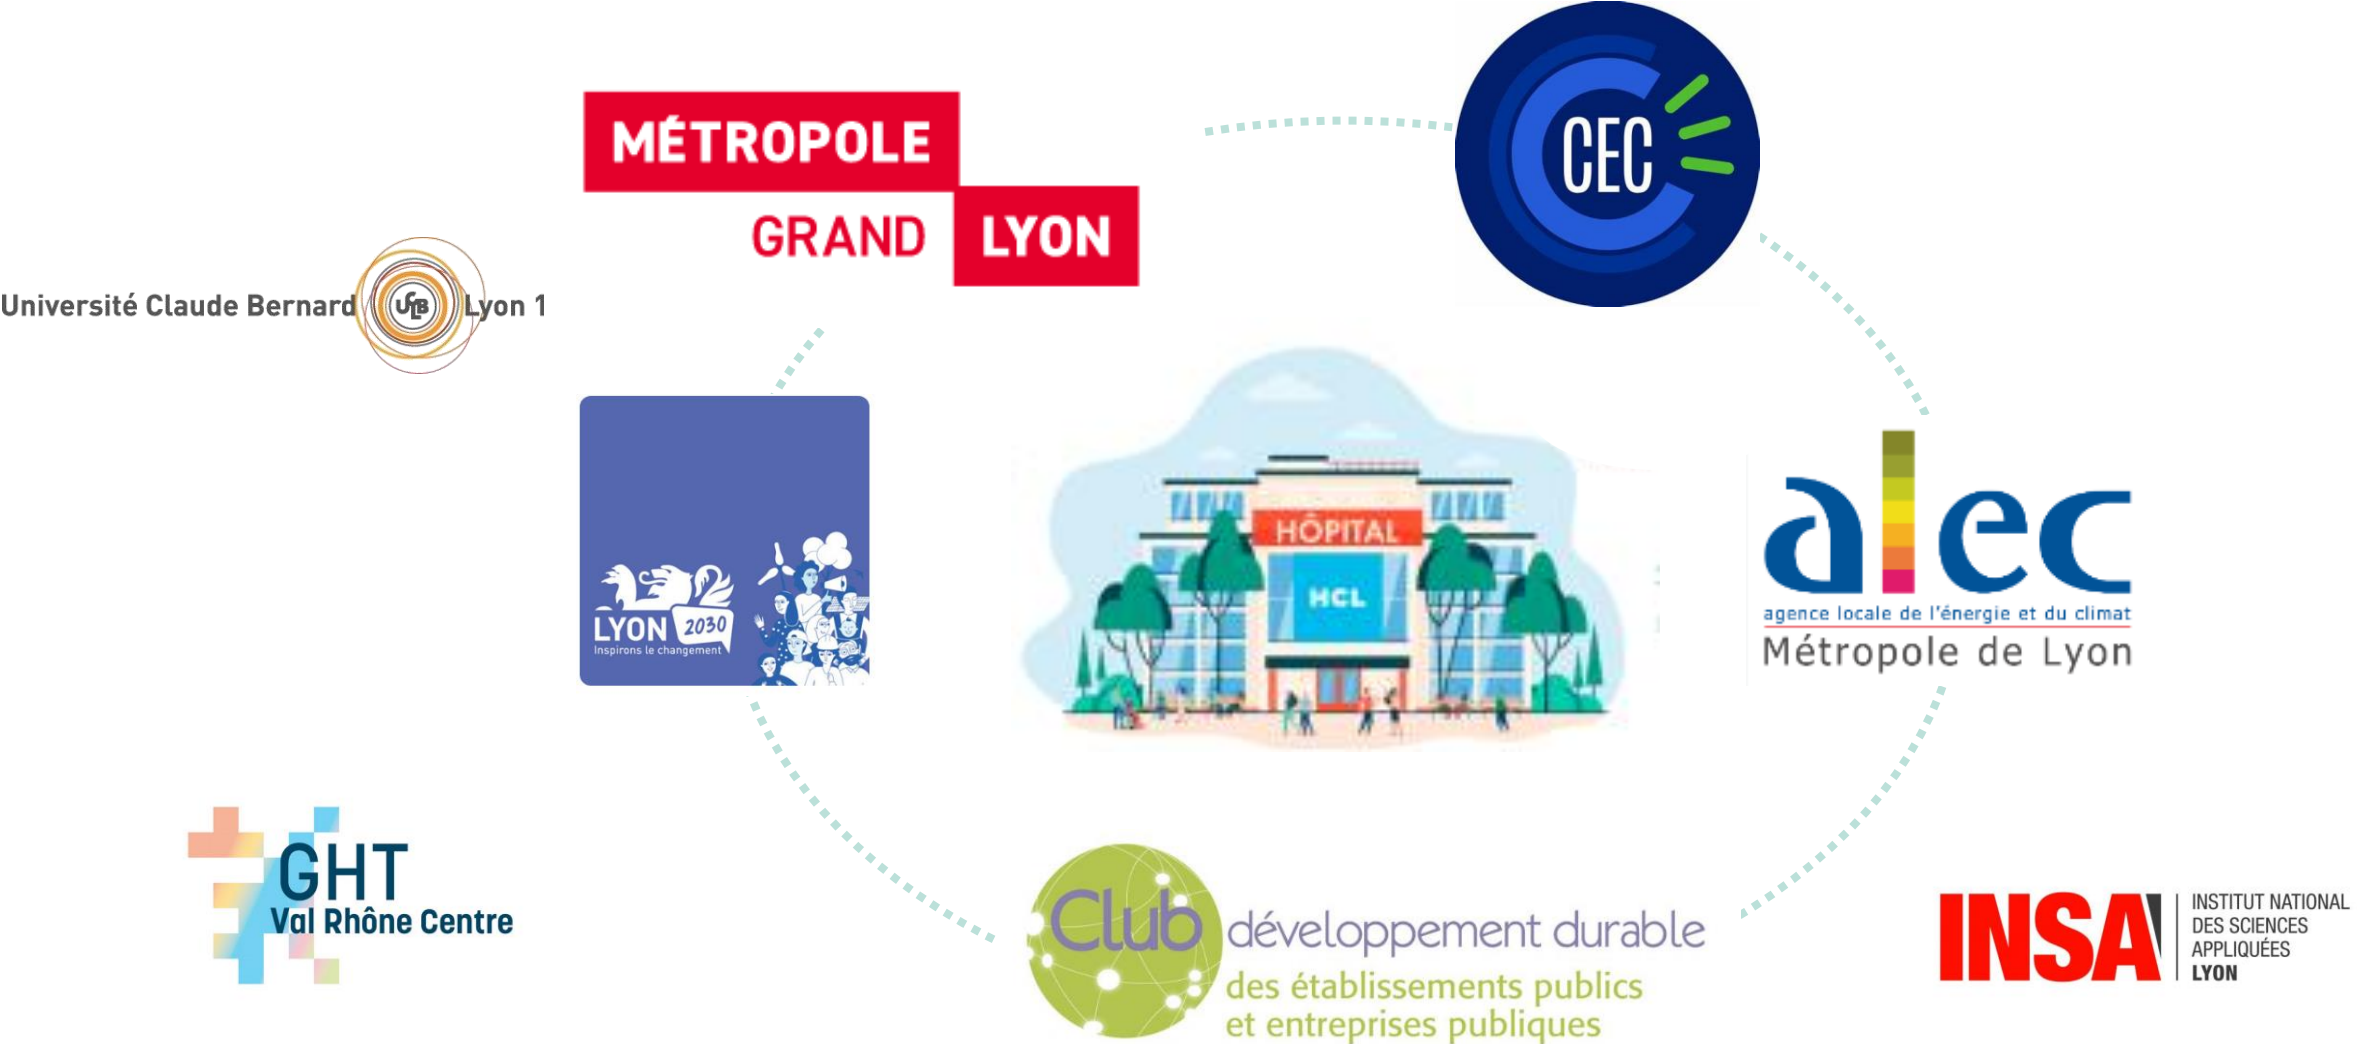 MÉTROPOLE
GRAND LYON
CEC
Université Claude Bernard UCBL Lyon 1
HÔPITAL
HCL
LYON 2030
Inspirons le changement
alec
agence locale de l'énergie et du climat
Métropole de Lyon
GHT
Val Rhône Centre
Club développement durable
des établissements publics
et entreprises publiques
INSA
INSTITUT NATIONAL
DES SCIENCES
APPLIQUÉES
LYON